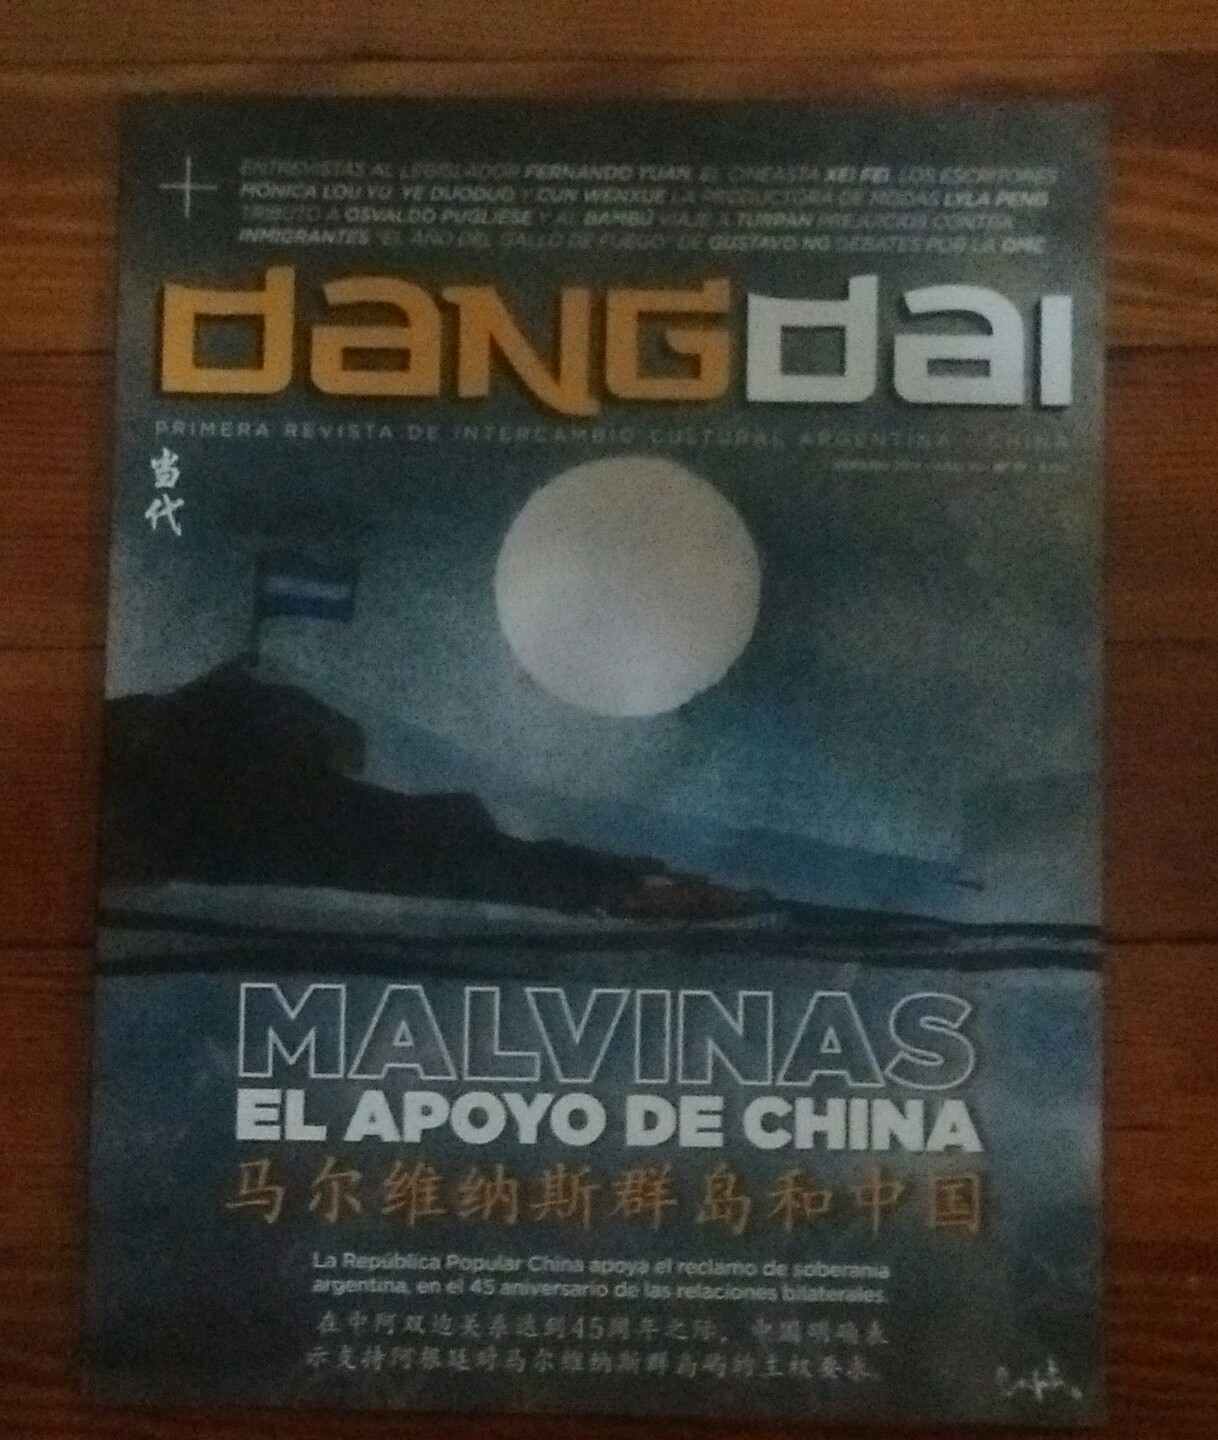 ENTREVISTAS AL LEGISLADOR FERNANDO YUAN, EL CINEASTA XEI FEI, LOS ESCRITORES
MÓNICA LOU YU, YE DUODUO Y CUN WENXUE LA PRODUCTORA DE MODAS LYLA PENG
TRIBUTO A OSVALDO PUGLIESE Y AL BAMBÚ VIAJE A TURPAN PREJUICIOS CONTRA
INMIGRANTES "EL AÑO DEL GALLO DE FUEGO" DE GUSTAVO NG DEBATES POR LA OMC
DANGDAI
PRIMERA REVISTA DE INTERCAMBIO CULTURAL ARGENTINA - CHINA
当代
MALVINAS
EL APOYO DE CHINA
马尔维纳斯群岛和中国
La República Popular China apoya el reclamo de soberanía
argentina, en el 45 aniversario de las relaciones bilaterales.
在中阿双边关系达到45周年之际，中国明确表
示支持阿根廷对马尔维纳斯群岛的主权要求。